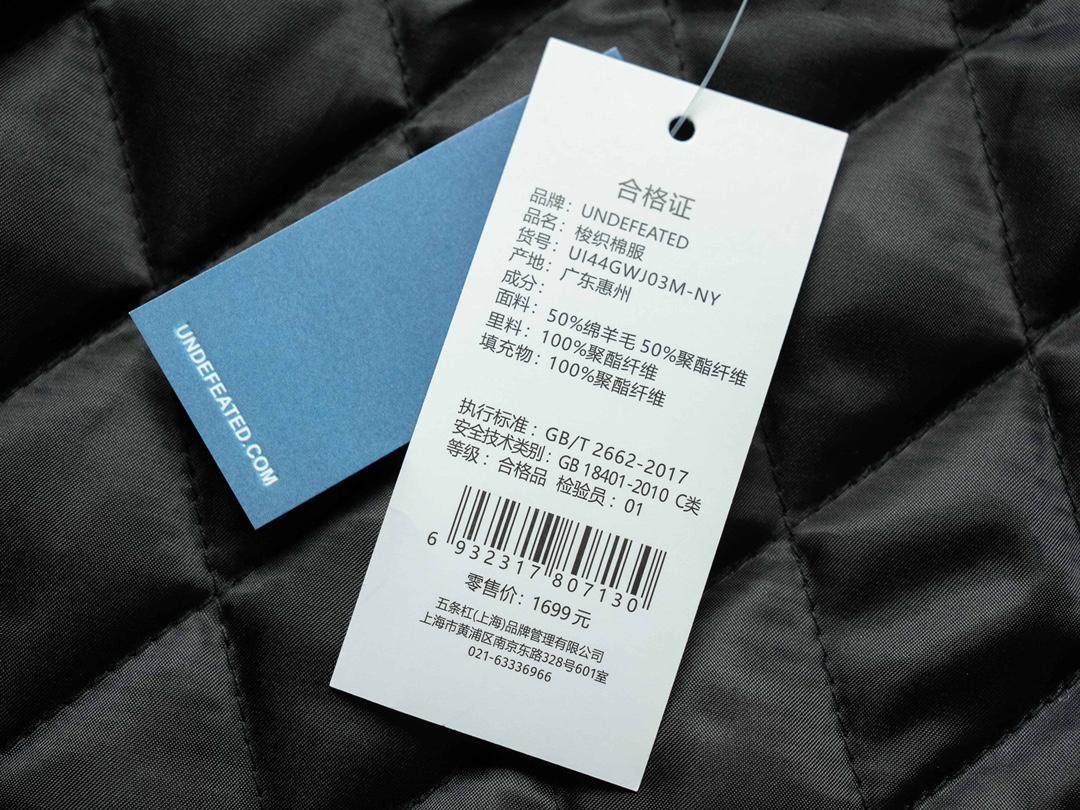 合格证
品牌：UNDEFEATED
品名：梭织棉服
货号：UI44GWJ03M-NY
产地：广东惠州
成分：
面料：50%绵羊毛 50%聚酯纤维
里料：100%聚酯纤维
填充物：100%聚酯纤维
执行标准：GB/T 2662-2017
安全技术类别：GB 18401-2010 C类
等级：合格品 检验员：01
6 932317 807130
零售价：1699元
五条杠(上海)品牌管理有限公司
上海市黄浦区南京东路328号601室
021-63336966
UNDEFEATED.COM